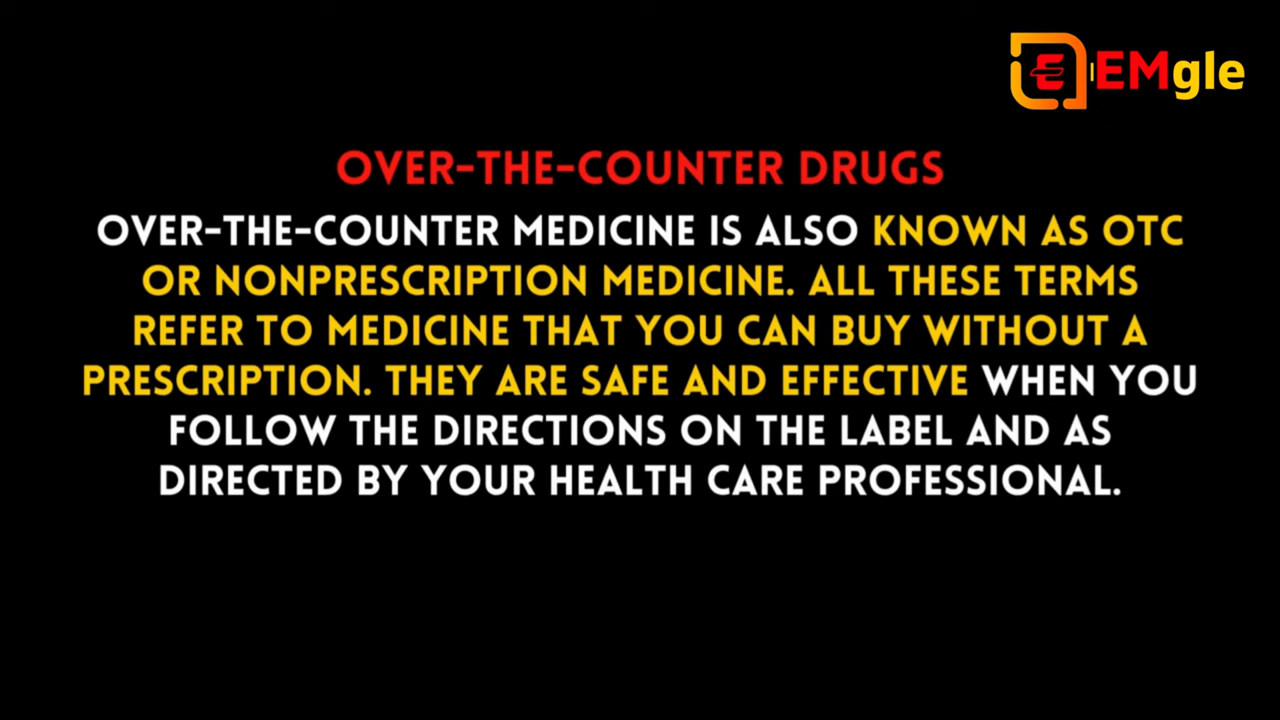 EMgle
OVER-THE-COUNTER DRUGS
OVER-THE-COUNTER MEDICINE IS ALSO KNOWN AS OTC
OR NONPRESCRIPTION MEDICINE. ALL THESE TERMS
REFER TO MEDICINE THAT YOU CAN BUY WITHOUT A
PRESCRIPTION. THEY ARE SAFE AND EFFECTIVE WHEN YOU
FOLLOW THE DIRECTIONS ON THE LABEL AND AS
DIRECTED BY YOUR HEALTH CARE PROFESSIONAL.